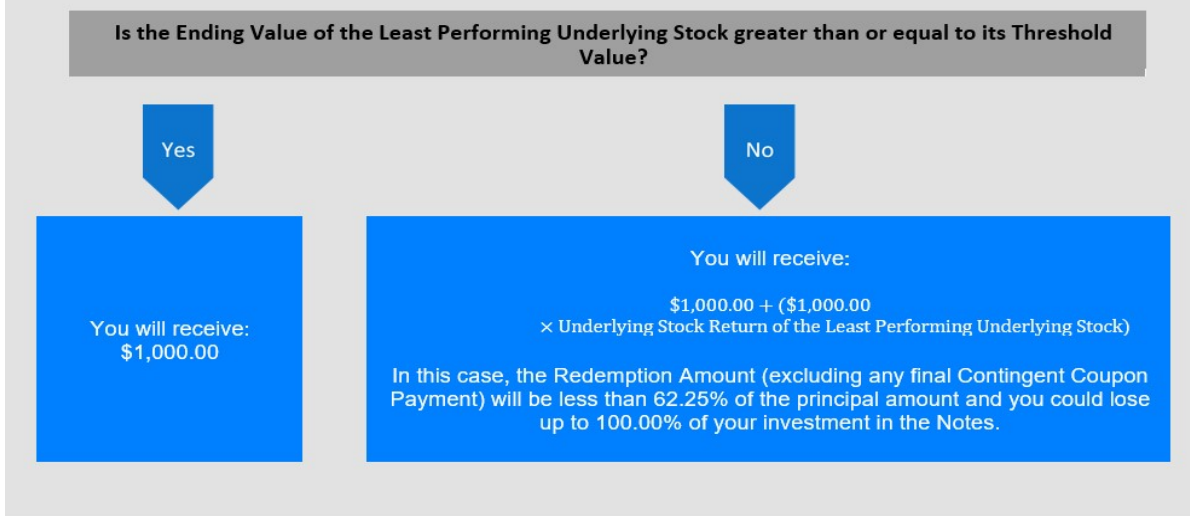 Is the Ending Value of the Least Performing Underlying Stock greater than or equal to its Threshold
Value?
Yes
No
You will receive:
$1,000.00
You will receive:
$1,000.00 + ($1,000.00
× Underlying Stock Return of the Least Performing Underlying Stock)
In this case, the Redemption Amount (excluding any final Contingent Coupon
Payment) will be less than 62.25% of the principal amount and you could lose
up to 100.00% of your investment in the Notes.